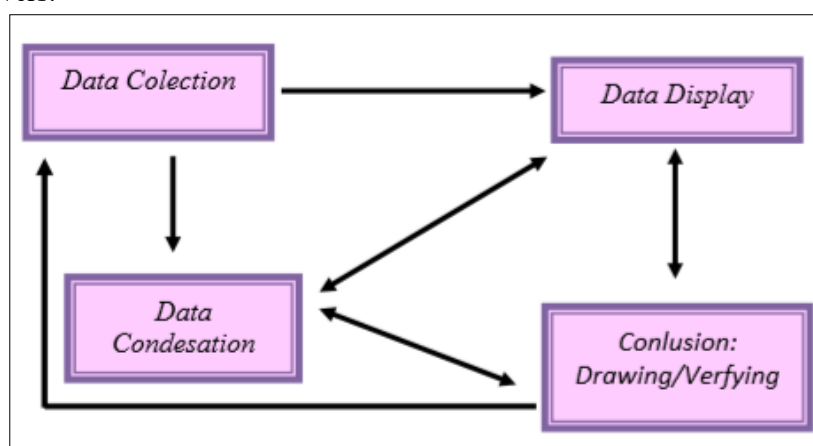 Data Colection
Data Display
Data
Condesation
Conlusion:
Drawing/Verfying